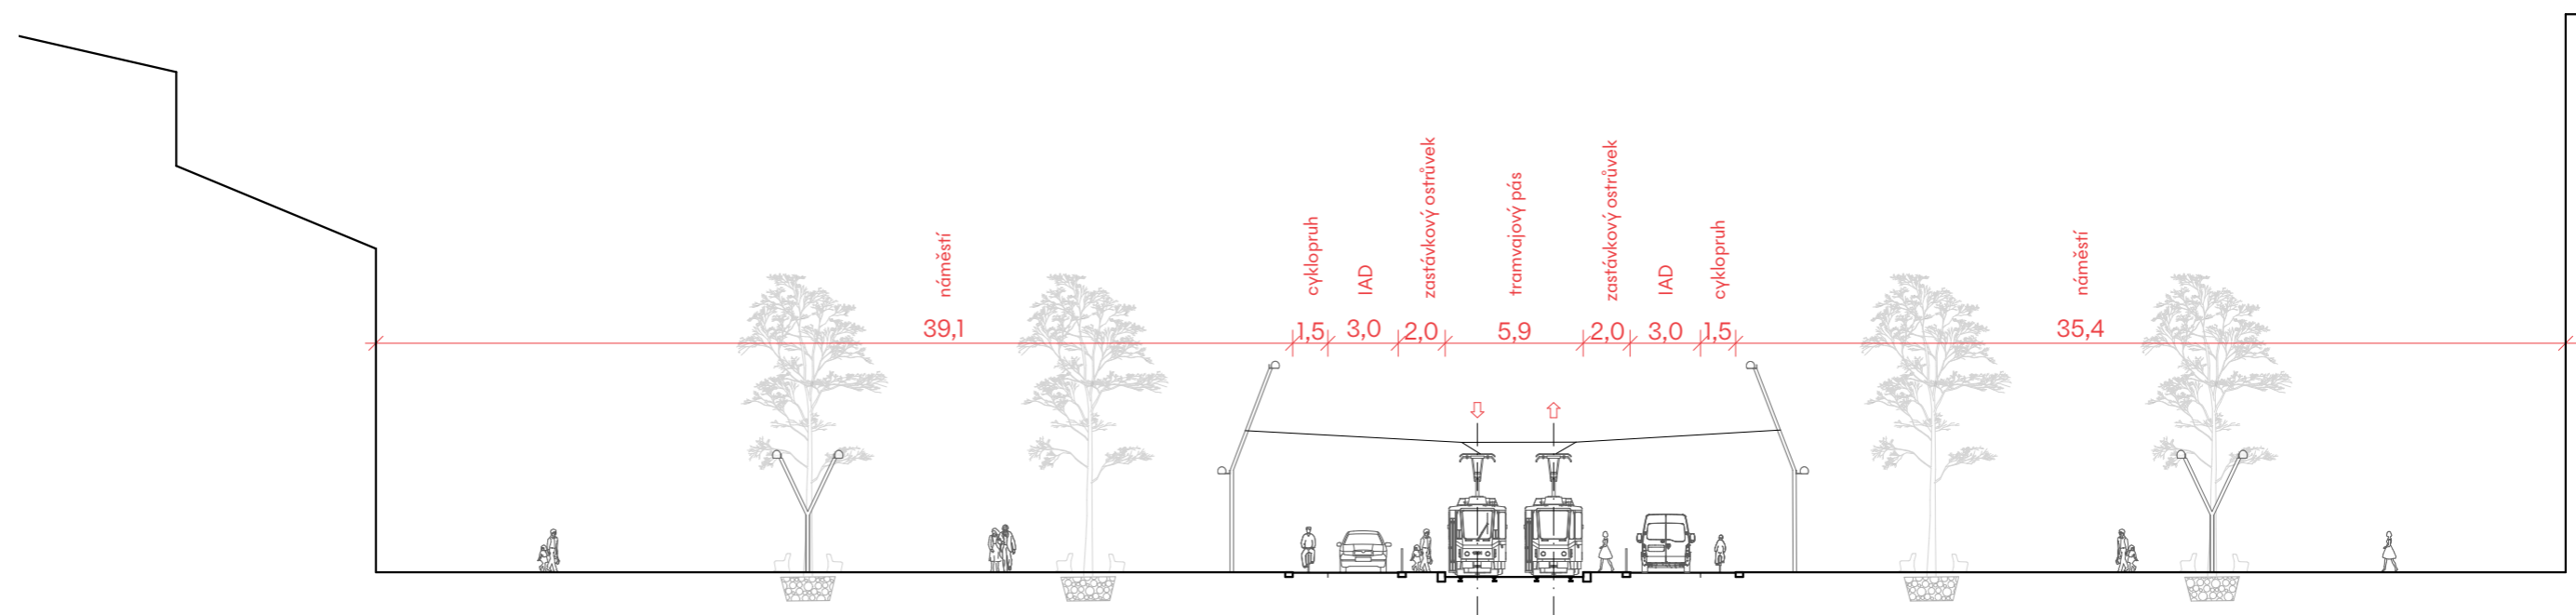 náměstí
39,1
cyklopruh
1,5
IAD
3,0
zastávkový ostrůvek
2,0
tramvajový pás
5,9
zastávkový ostrůvek
2,0
IAD
3,0
cyklopruh
1,5
náměstí
35,4